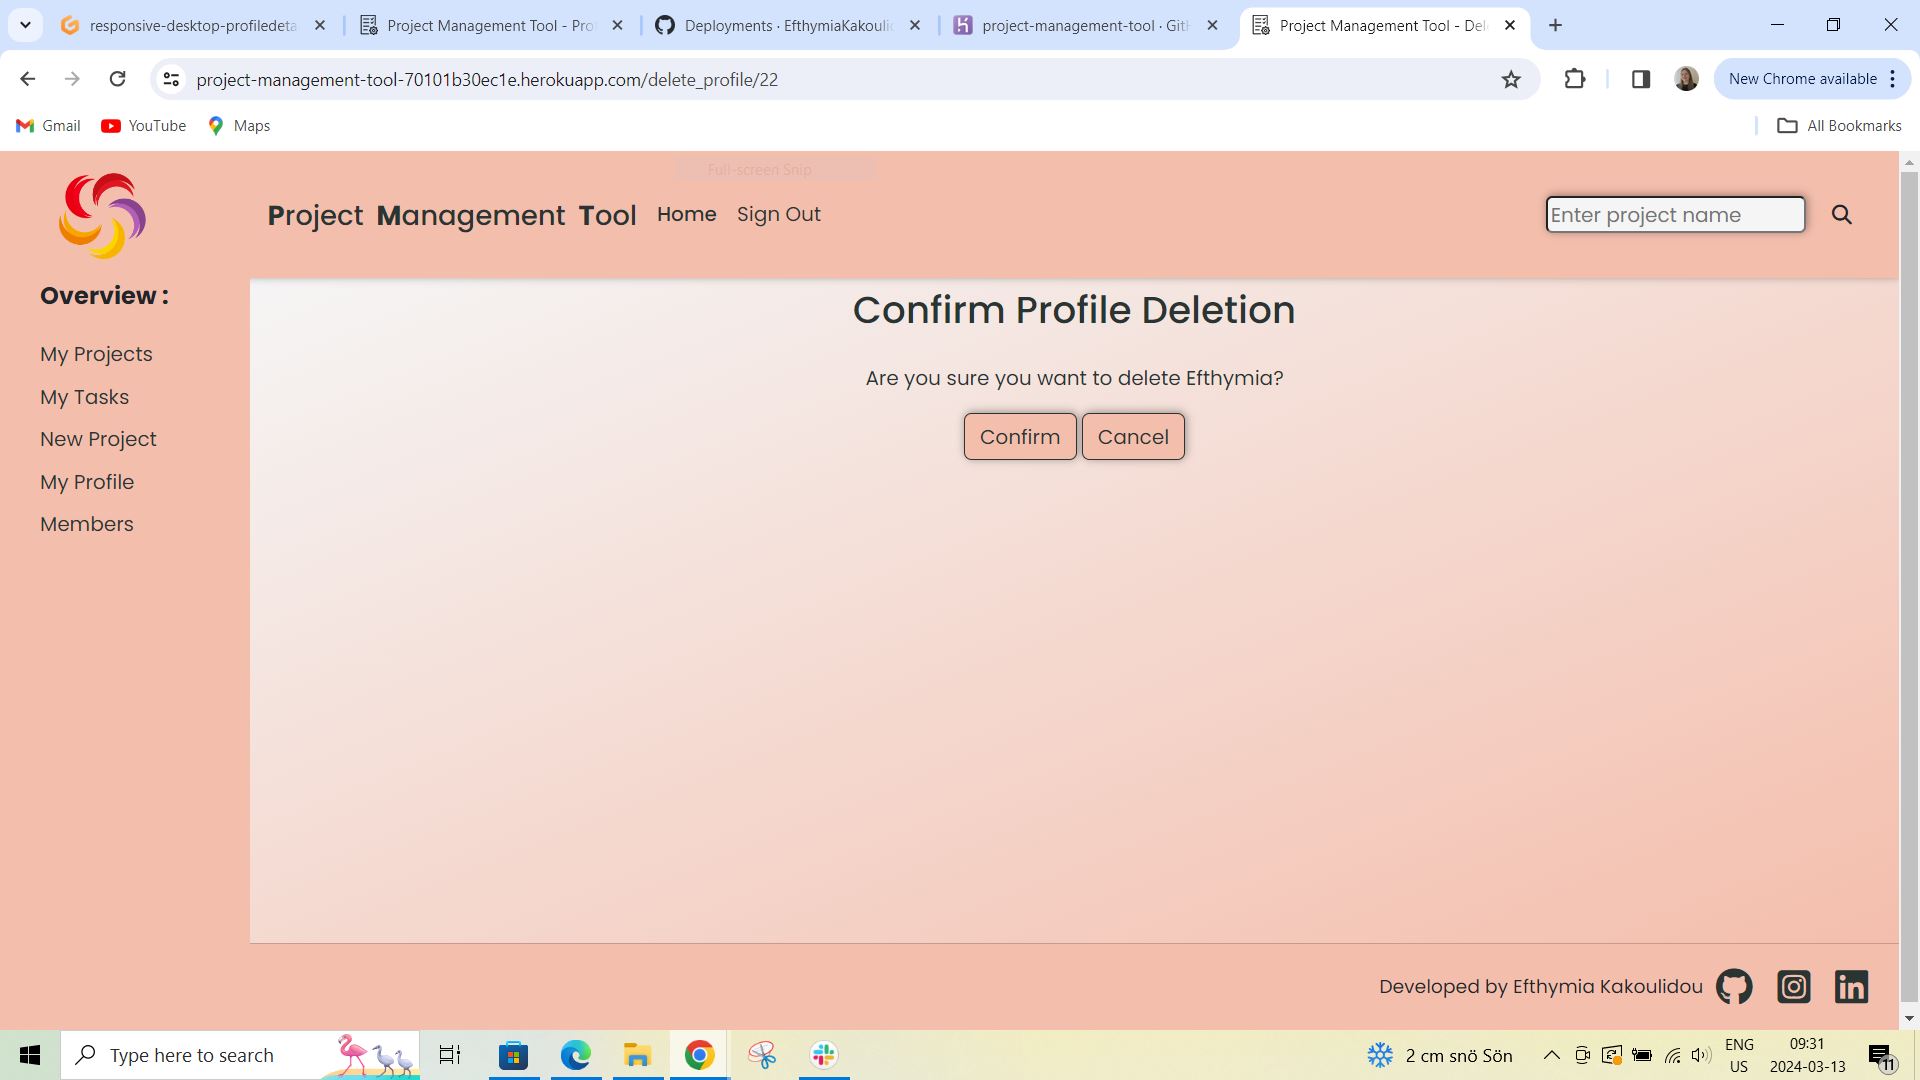 responsive-desktop-profiledeta
Project Management Tool - Pro
Deployments · EfthymiaKakouli
project-management-tool · Git
Project Management Tool - Del
project-management-tool-70101b30ec1e.herokuapp.com/delete_profile/22
New Chrome available
Gmail
YouTube
Maps
All Bookmarks
Full-screen Snip
Project Management Tool
Home
Sign Out
Enter project name
Overview :
My Projects
My Tasks
New Project
My Profile
Members
Confirm Profile Deletion
Are you sure you want to delete Efthymia?
Confirm
Cancel
Developed by Efthymia Kakoulidou
Type here to search
2 cm snö Sön
ENG
US
09:31
2024-03-13
11